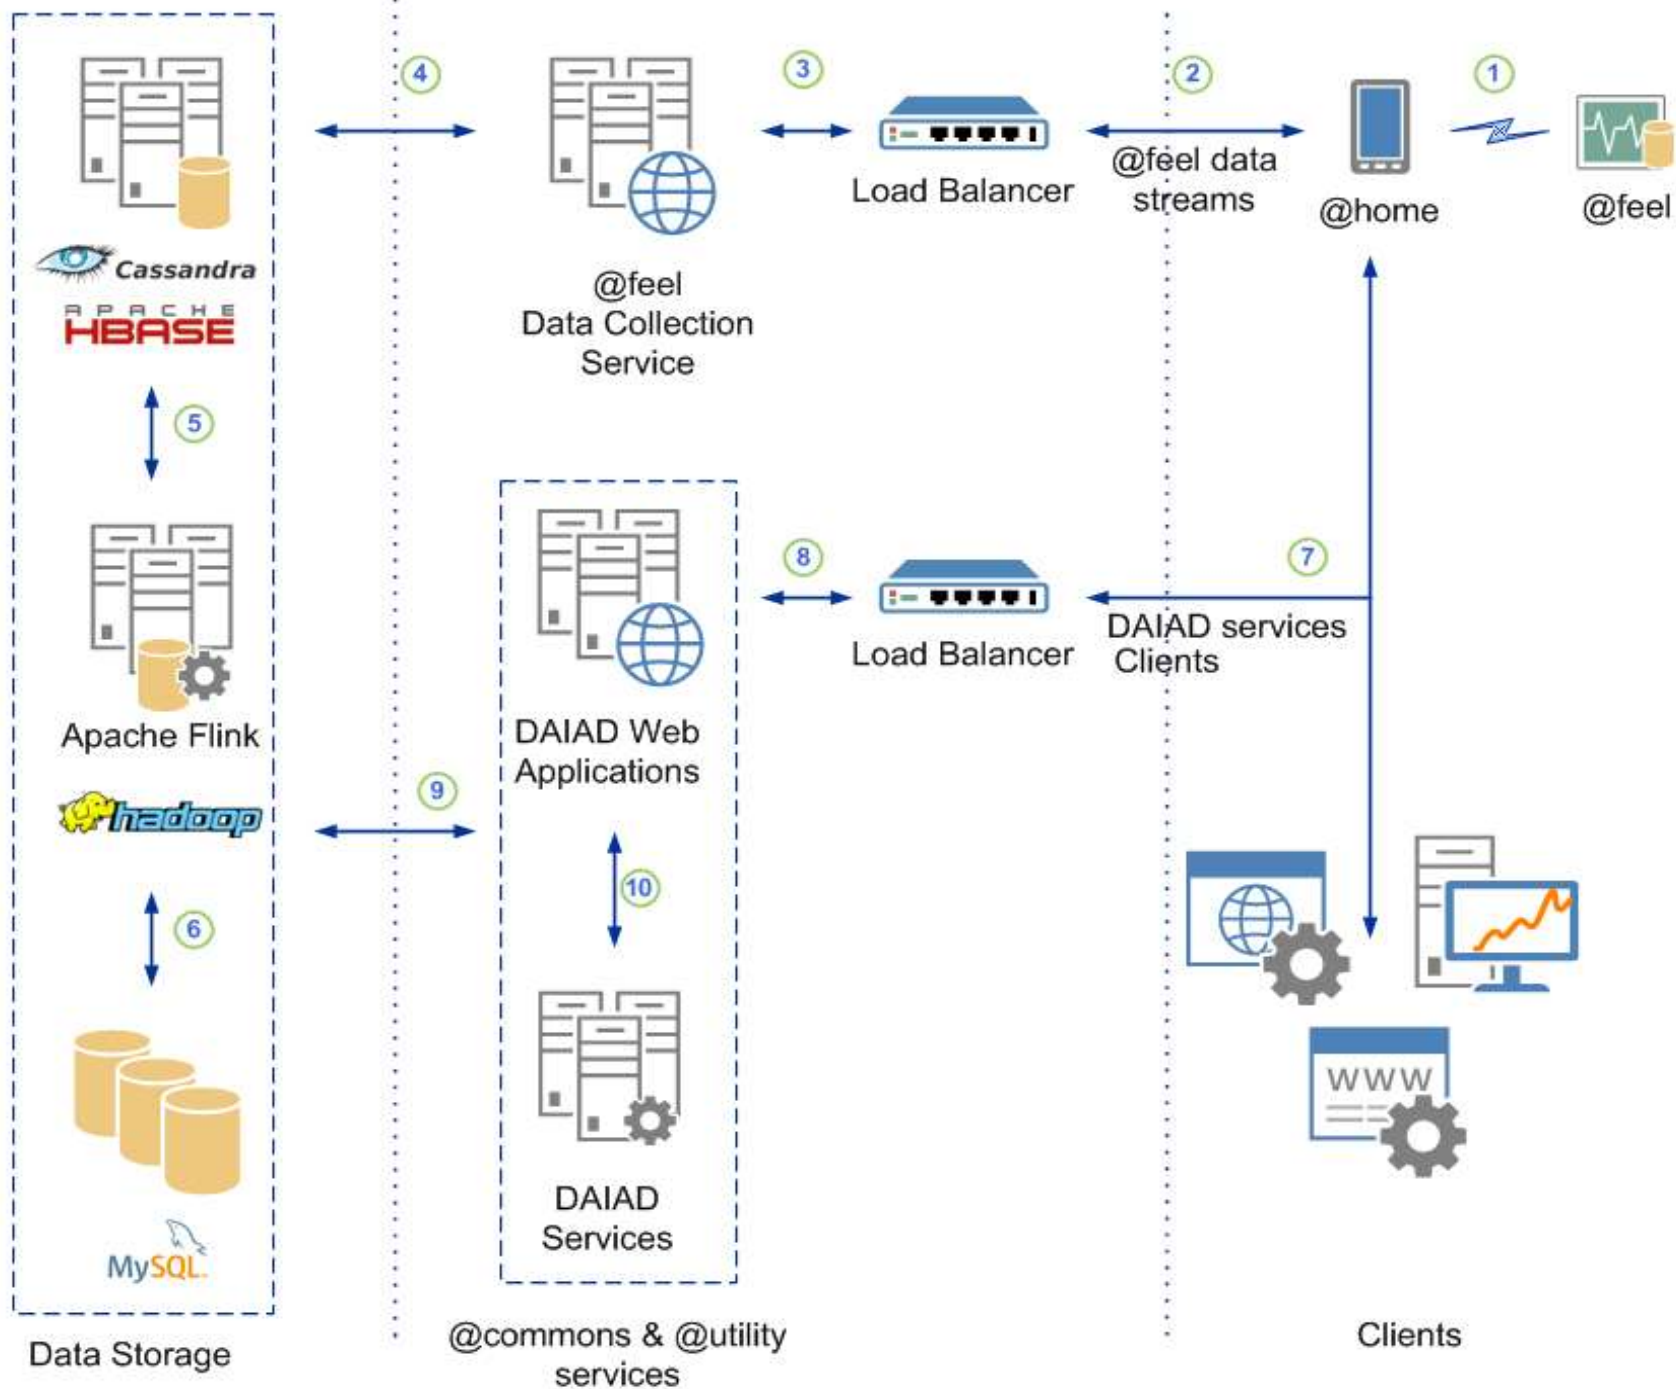 4
3
2
1
@feel data
streams
Load Balancer
@home
@feel
Cassandra
APACHE
HBASE
@feel
Data Collection
Service
5
8
7
DAIAD services
Clients
Load Balancer
Apache Flink
DAIAD Web
Applications
9
hadoop
10
6
WWW
DAIAD
Services
MySQL
Data Storage
@commons & @utility
services
Clients